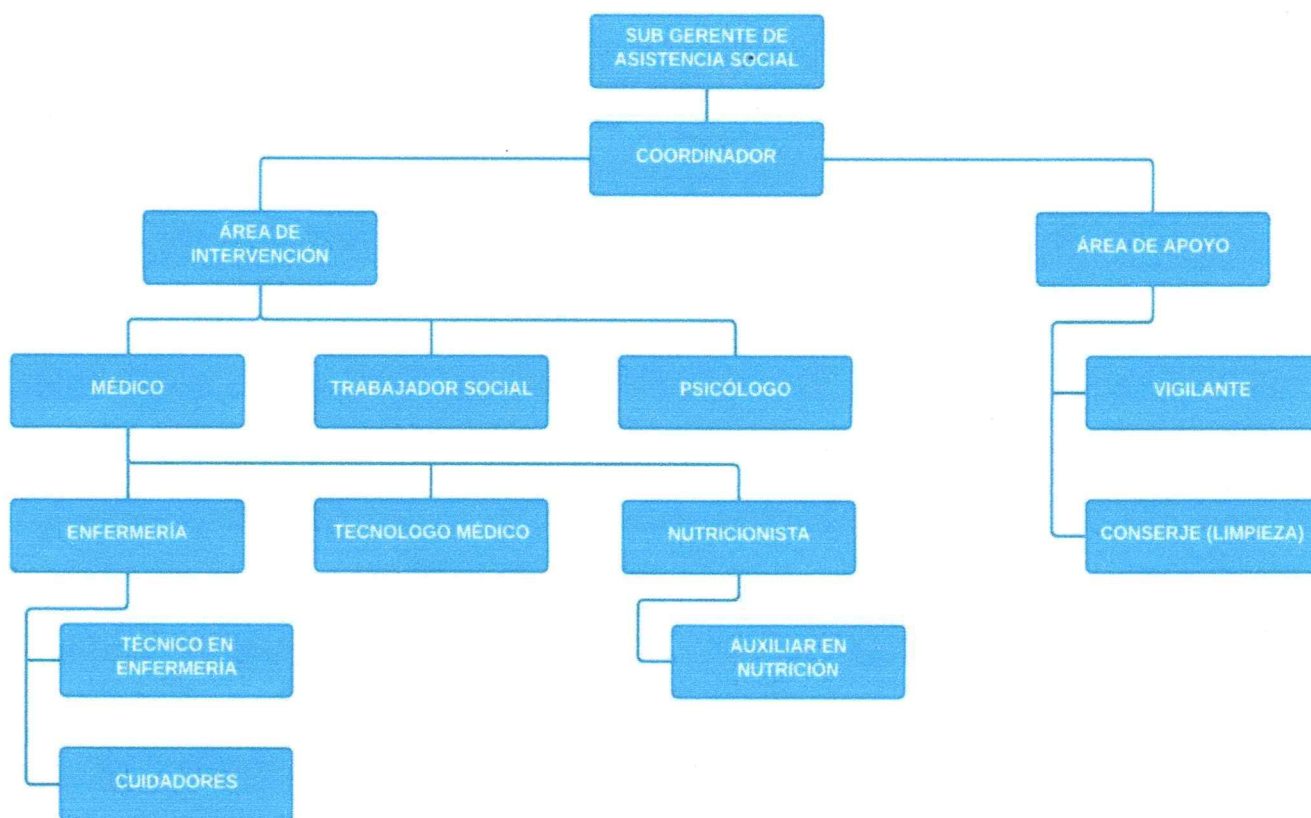 SUB GERENTE DE
ASISTENCIA SOCIAL
COORDINADOR
ÁREA DE
INTERVENCIÓN
ÁREA DE APOYO
MÉDICO
TRABAJADOR SOCIAL
PSICÓLOGO
VIGILANTE
ENFERMERÍA
TECNOLOGO MÉDICO
NUTRICIONISTA
CONSERJE (LIMPIEZA)
TÉCNICO EN
ENFERMERÍA
AUXILIAR EN
NUTRICIÓN
CUIDADORES